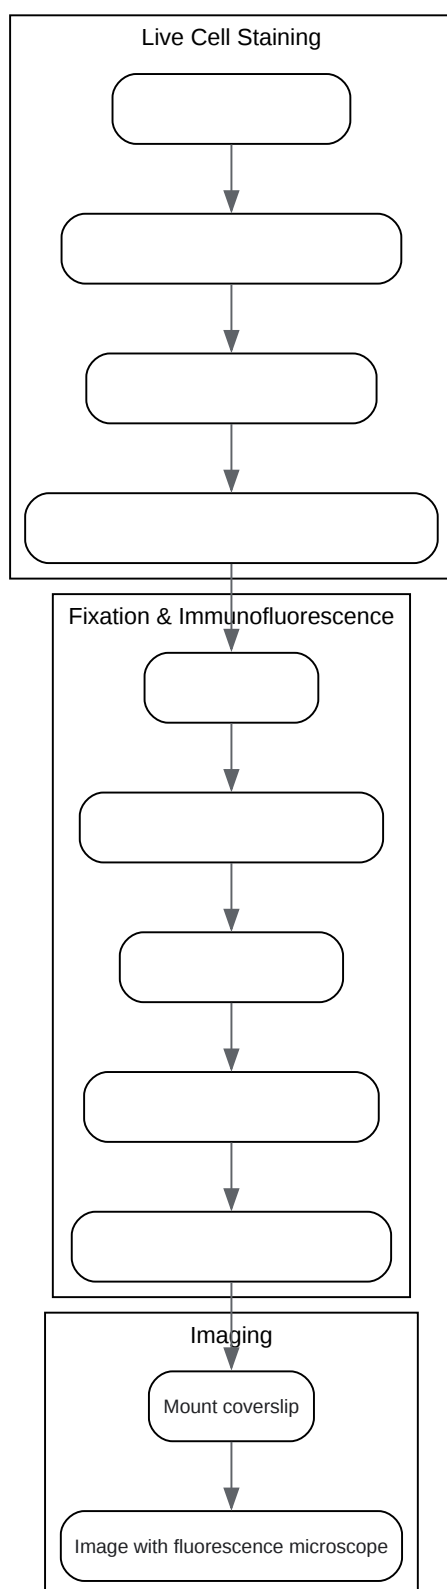 Live Cell Staining
Fixation & Immunofluorescence
Imaging
Mount coverslip
Image with fluorescence microscope